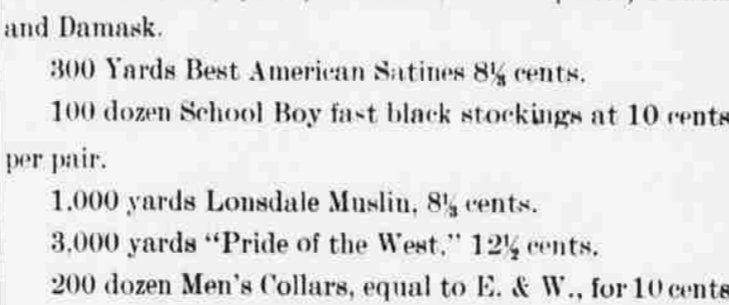 and Damask.
300 Yards Best American Satines 8⅓ cents.
100 dozen School Boy fast black stockings at 10 cents
per pair.
1,000 yards Lonsdale Muslin, 8⅓ cents.
3,000 yards “Pride of the West,” 12½ cents.
200 dozen Men's Collars, equal to E. & W., for 10 cents